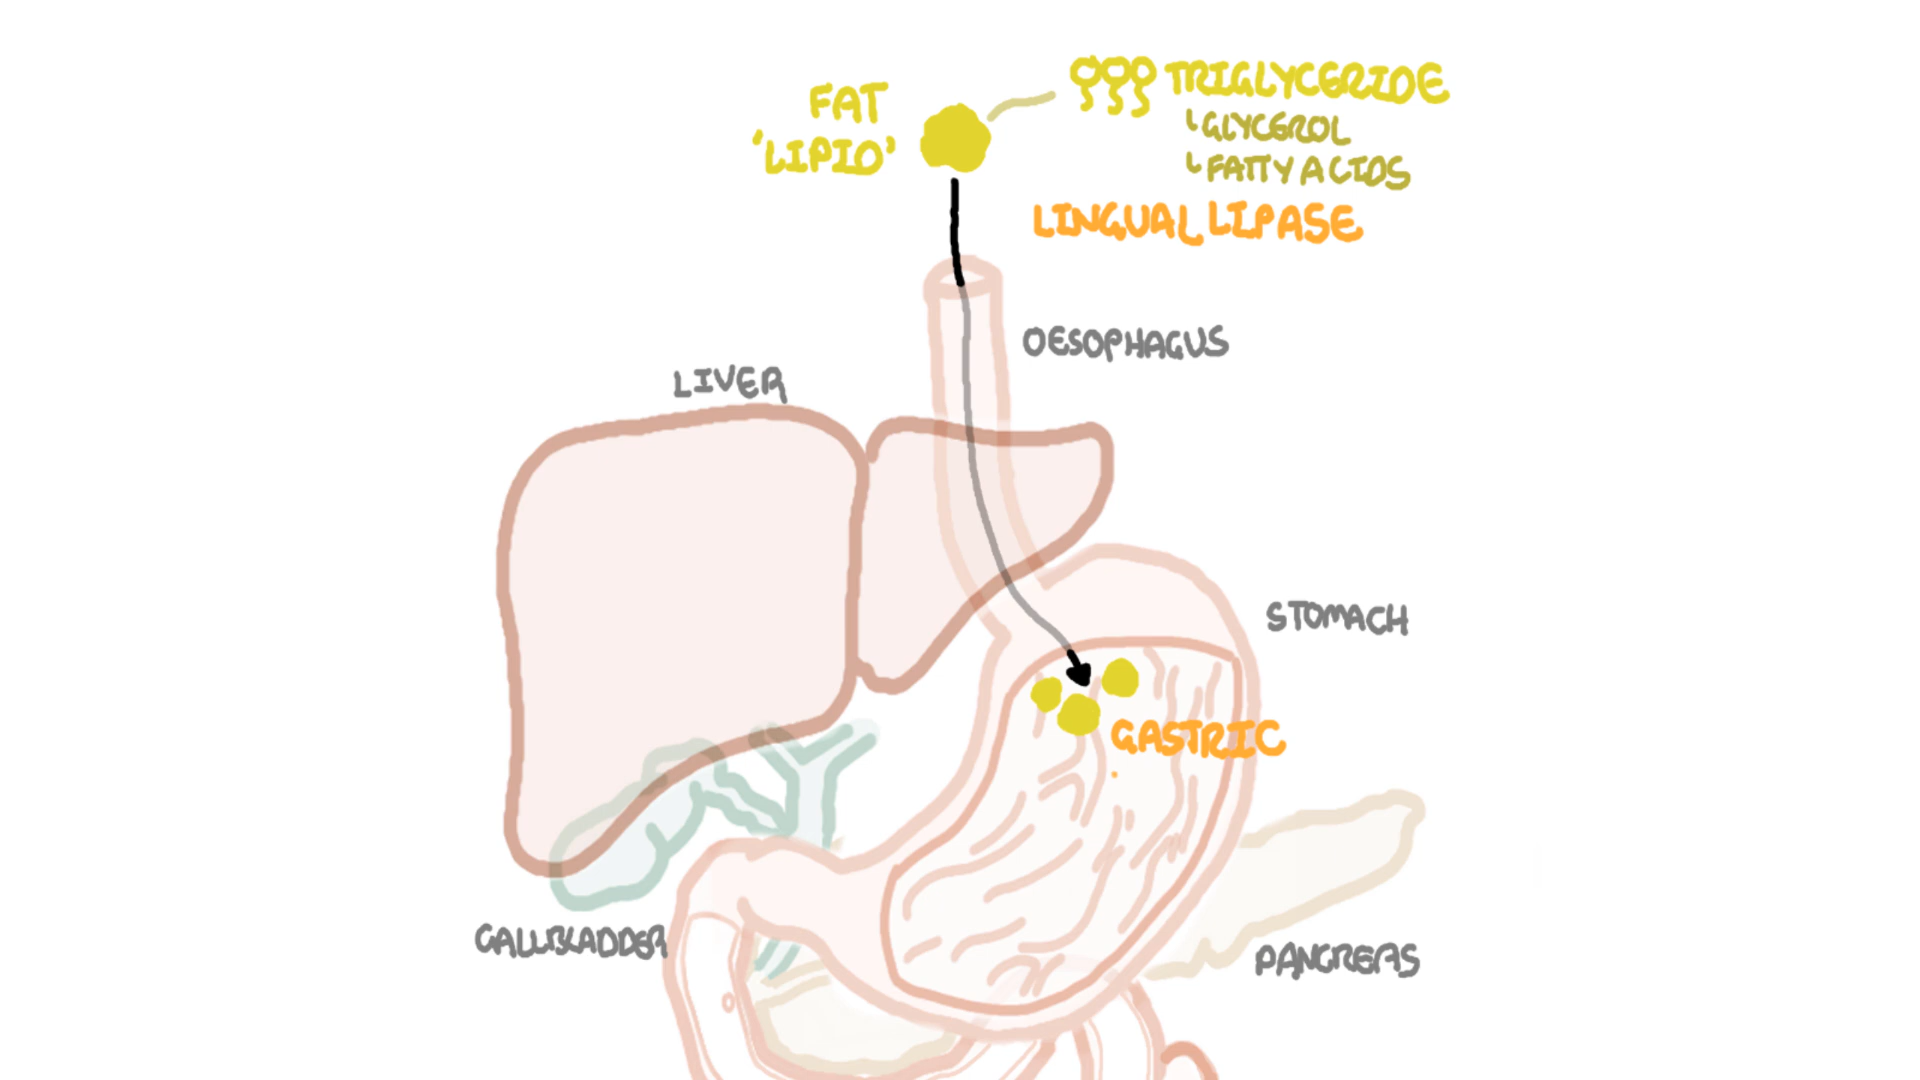 FAT
'LIPID'
TRIGLYCERIDE
GLYCEROL
FATTY ACIDS
LINGUAL LIPASE
OESOPHAGUS
LIVER
STOMACH
GASTRIC
GALLBLADDER
PANCREAS